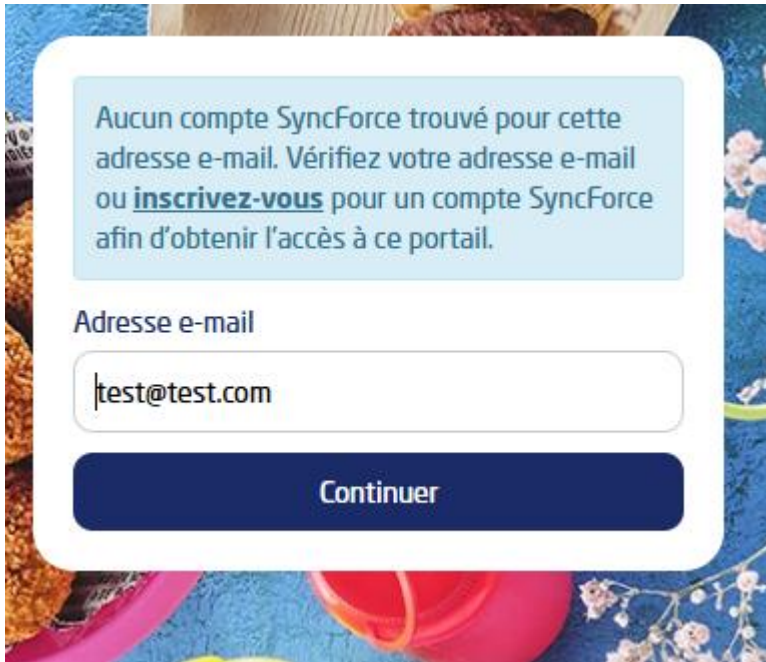 Aucun compte SyncForce trouvé pour cette
adresse e-mail. Vérifiez votre adresse e-mail
ou inscrivez-vous pour un compte SyncForce
afin d'obtenir l'accès à ce portail.
Adresse e-mail
test@test.com
Continuer